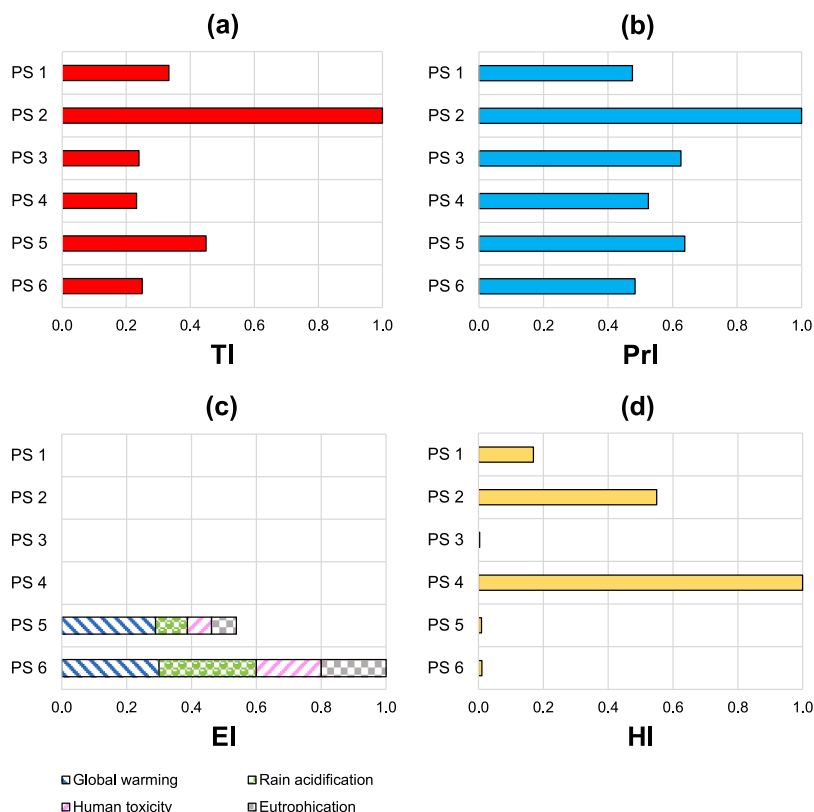 (a)
PS 1
PS 2
PS 3
PS 4
PS 5
PS 6
0.0 0.2 0.4 0.6 0.8 1.0
TI
(b)
PS 1
PS 2
PS 3
PS 4
PS 5
PS 6
0.0 0.2 0.4 0.6 0.8 1.0
PrI
(c)
PS 1
PS 2
PS 3
PS 4
PS 5
PS 6
0.0 0.2 0.4 0.6 0.8 1.0
EI
(d)
PS 1
PS 2
PS 3
PS 4
PS 5
PS 6
0.0 0.2 0.4 0.6 0.8 1.0
HI
Global warming Rain acidification
Human toxicity Eutrophication